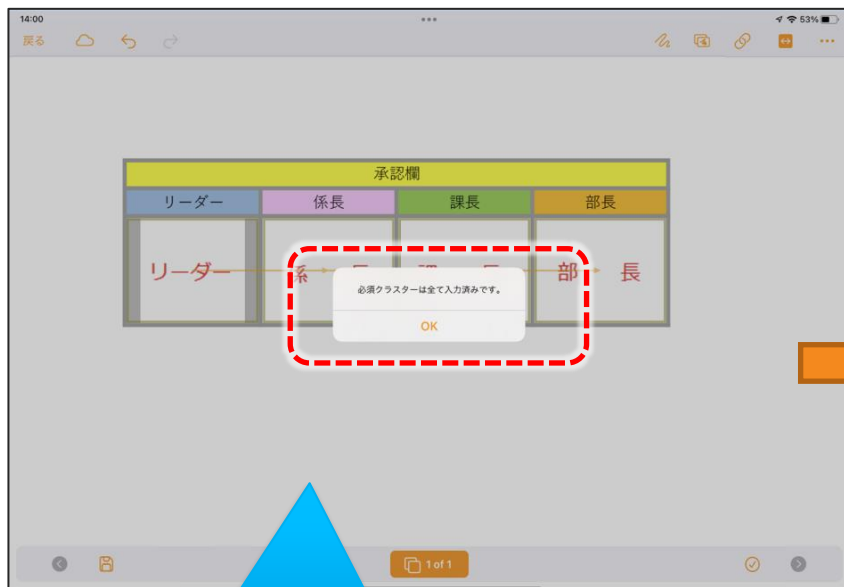 14:00
53%
戻る
承認欄
リーダー 係長 課長 部長
リーダー 係 部 長
必須クラスターは全て入力済みです。
OK
1 of 1